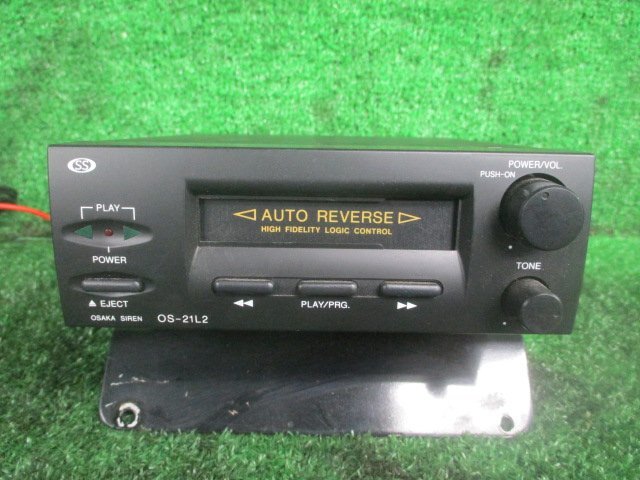 SS
POWER/VOL.
PUSH-ON
PLAY
◁ AUTO REVERSE ▷
HIGH FIDELITY LOGIC CONTROL
POWER
TONE
▲ EJECT
◀◀ PLAY/PRG. ▶▶
OSAKA SIREN OS-21L2